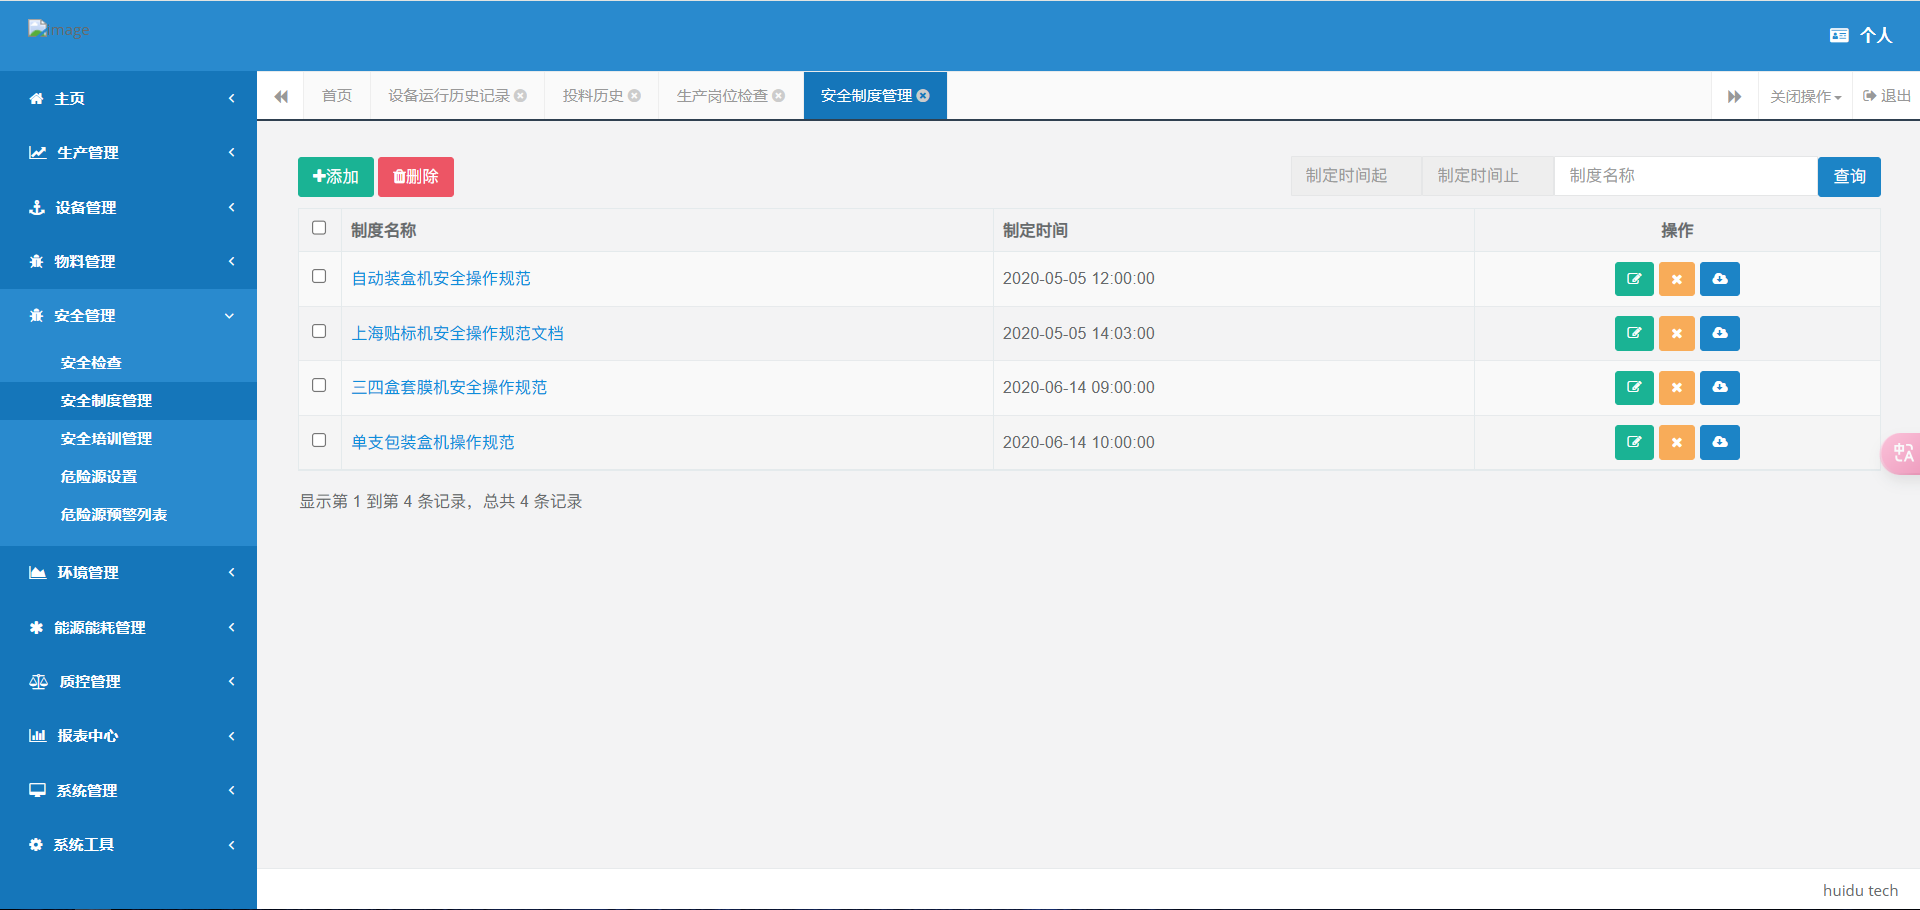 Image
个人
主页
生产管理
设备管理
物料管理
安全管理
安全检查
安全制度管理
安全培训管理
危险源设置
危险源预警列表
环境管理
能源能耗管理
质控管理
报表中心
系统管理
系统工具
首页 设备运行历史记录 投料历史 生产岗位检查 安全制度管理 关闭操作 退出
添加 删除 制定时间起 制定时间止 制度名称 查询
制度名称 制定时间 操作
自动装盒机安全操作规范 2020-05-05 12:00:00
上海贴标机安全操作规范文档 2020-05-05 14:03:00
三四盒套膜机安全操作规范 2020-06-14 09:00:00
单支包装盒机操作规范 2020-06-14 10:00:00
显示第 1 到第 4 条记录，总共 4 条记录
中A
huidu tech